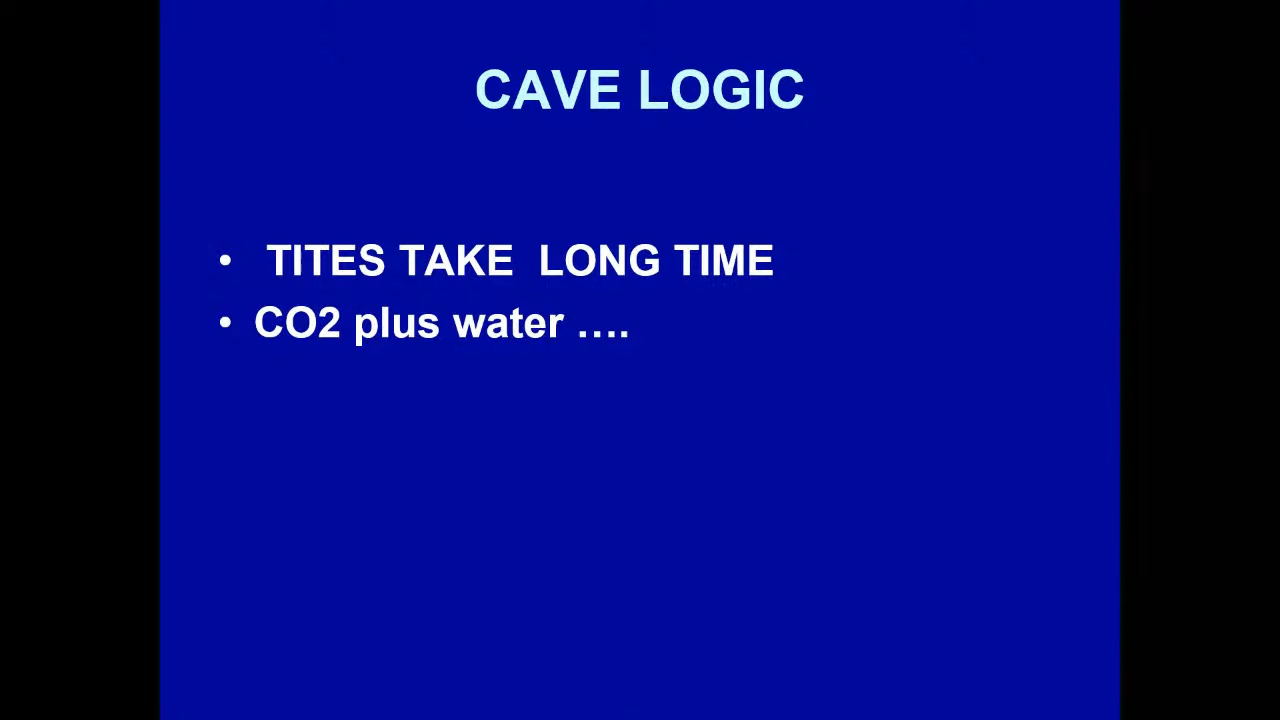 CAVE LOGIC
• TITES TAKE  LONG TIME
• CO2 plus water ….